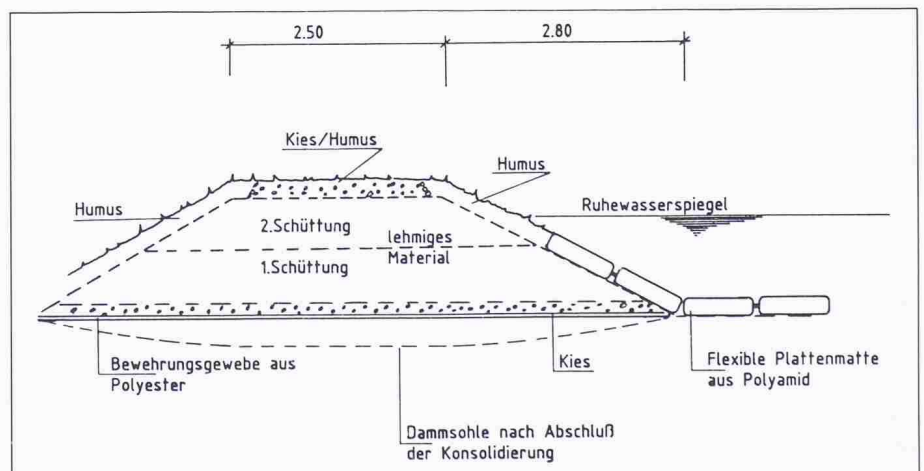 2.50
2.80
Kies/Humus
Humus
Humus
Ruhewasserspiegel
2.Schüttung
lehmiges
Material
1.Schüttung
Bewehrungsgewebe aus
Polyester
Kies
Flexible Plattenmatte
aus Polyamid
Dammsohle nach Abschluß
der Konsolidierung